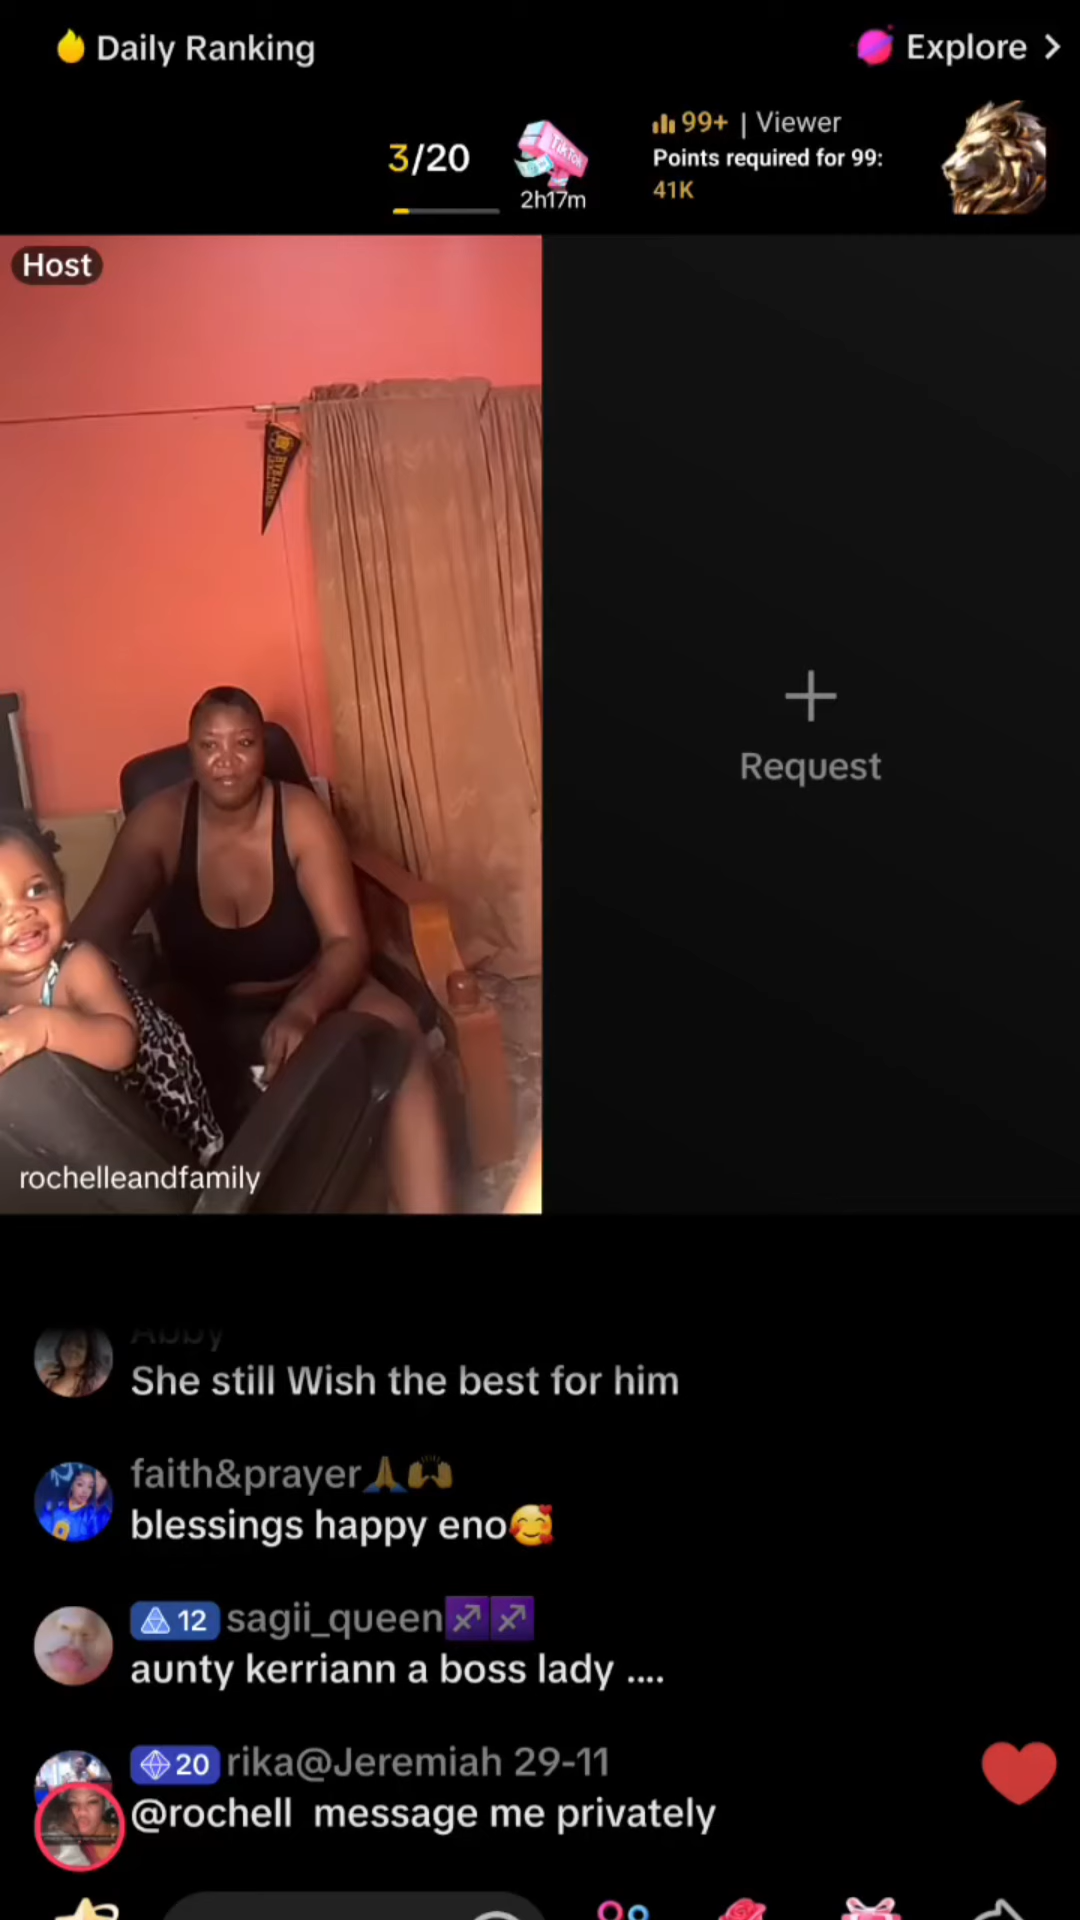 Daily Ranking
Explore
3/20
TikTok
2h17m
99+ | Viewer
Points required for 99:
41K
Host
rochelleandfamily
Request
Abby
She still Wish the best for him
faith&prayer🙏🙌
blessings happy eno🥰
12 sagii_queen♐♐
aunty kerriann a boss lady ....
20 rika@Jeremiah 29-11
@rochell message me privately